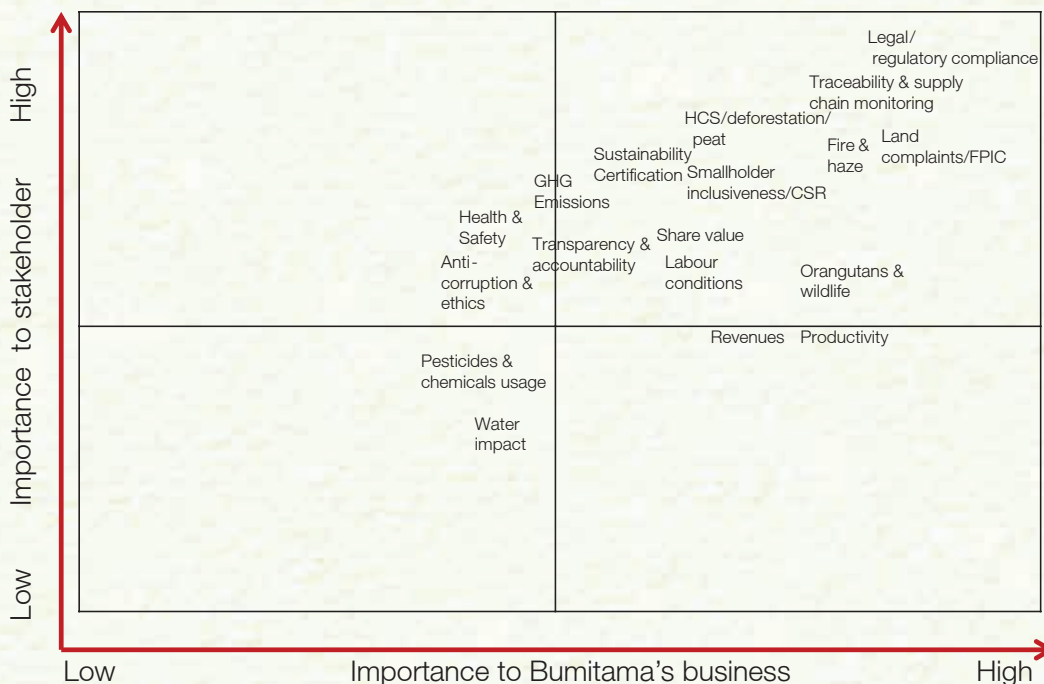 High
Importance to stakeholder
Low
Legal/
regulatory compliance
Traceability & supply
chain monitoring
HCS/deforestation/
peat
Fire &
haze
Land
complaints/FPIC
Sustainability
Certification
Smallholder
inclusiveness/CSR
GHG
Emissions
Health &
Safety
Transparency &
accountability
Share value
Anti-
corruption &
ethics
Labour
conditions
Orangutans &
wildlife
Revenues
Productivity
Pesticides &
chemicals usage
Water
impact
Low
Importance to Bumitama's business
High